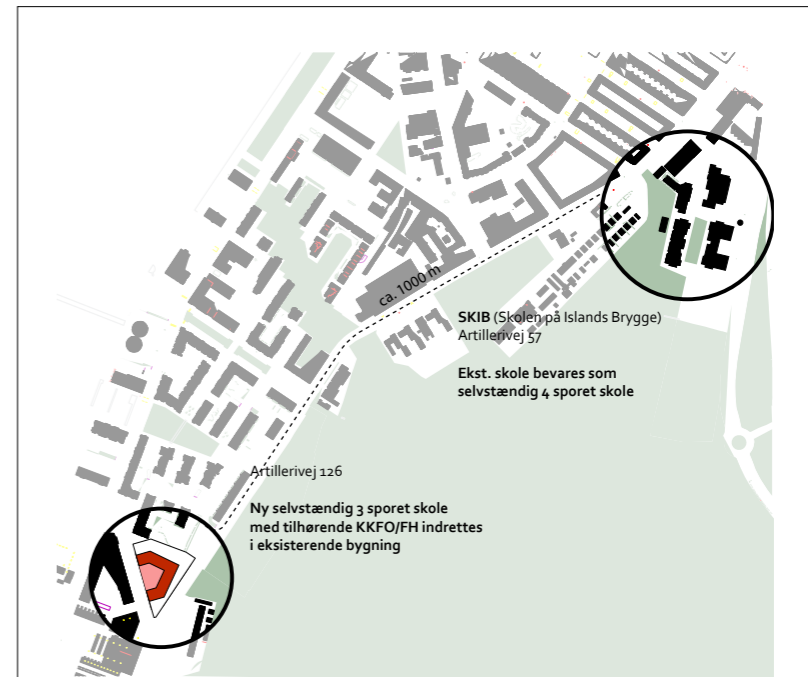 ca. 1000 m
SKIB (Skolen på Islands Brygge)
Artillerivej 57
Ekst. skole bevares som
selvstændig 4 sporet skole
Artillerivej 126
Ny selvstændig 3 sporet skole
med tilhørende KKFO/FH indrettes
i eksisterende bygning